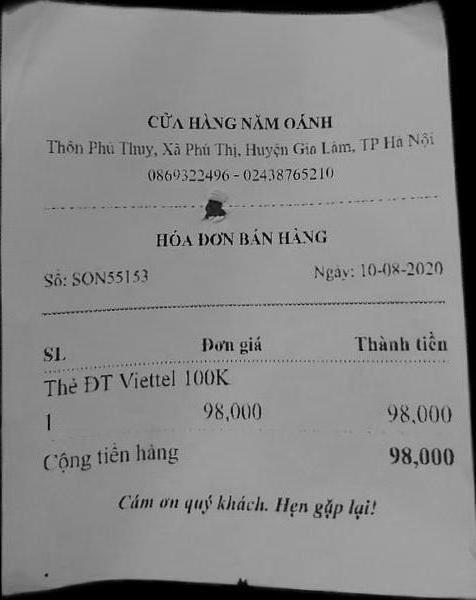 CỬA HÀNG NĂM OÁNH
Thôn Phú Thụy, Xã Phú Thị, Huyện Gia Lâm, TP Hà Nội
0869322496 - 02438765210
HÓA ĐƠN BÁN HÀNG
Số: SON55153 Ngày: 10-08-2020
SL Đơn giá Thành tiền
Thẻ ĐT Viettel 100K
1 98,000 98,000
Cộng tiền hàng 98,000
Cám ơn quý khách. Hẹn gặp lại!